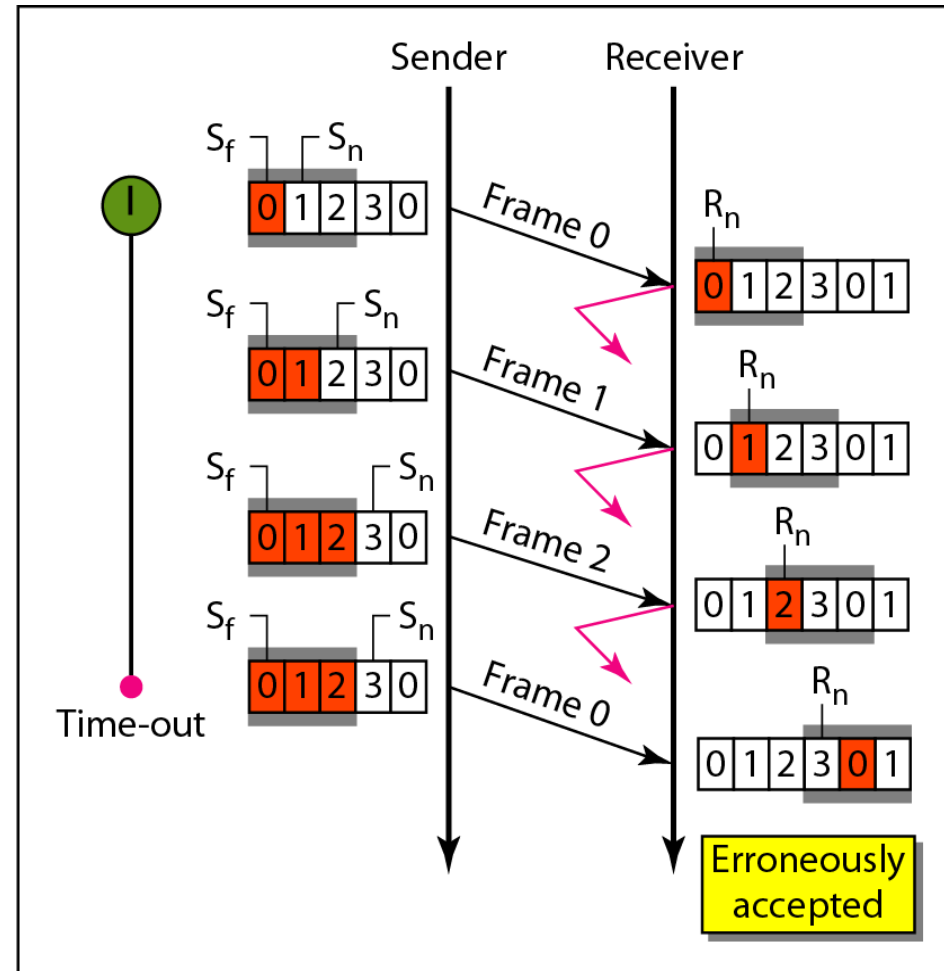 Sender Receiver
Sf Sn
0 1 2 3 0
Frame 0
Rn
0 1 2 3 0 1
Sf Sn
0 1 2 3 0
Frame 1
Rn
0 1 2 3 0 1
Sf Sn
0 1 2 3 0
Frame 2
Rn
0 1 2 3 0 1
Sf Sn
0 1 2 3 0
Frame 0
Time-out
Rn
0 1 2 3 0 1
Erroneously
accepted